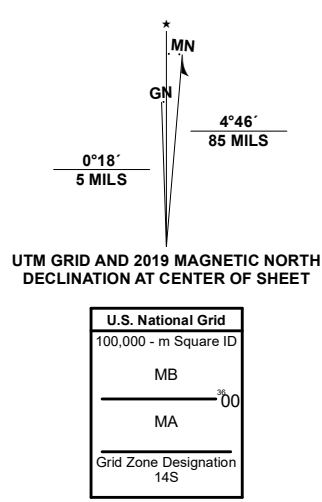 ★
MN
GN
4°46´
85 MILS
0°18´
5 MILS
UTM GRID AND 2019 MAGNETIC NORTH
DECLINATION AT CENTER OF SHEET
U.S. National Grid
100,000 - m Square ID
MB
3600
MA
Grid Zone Designation
14S